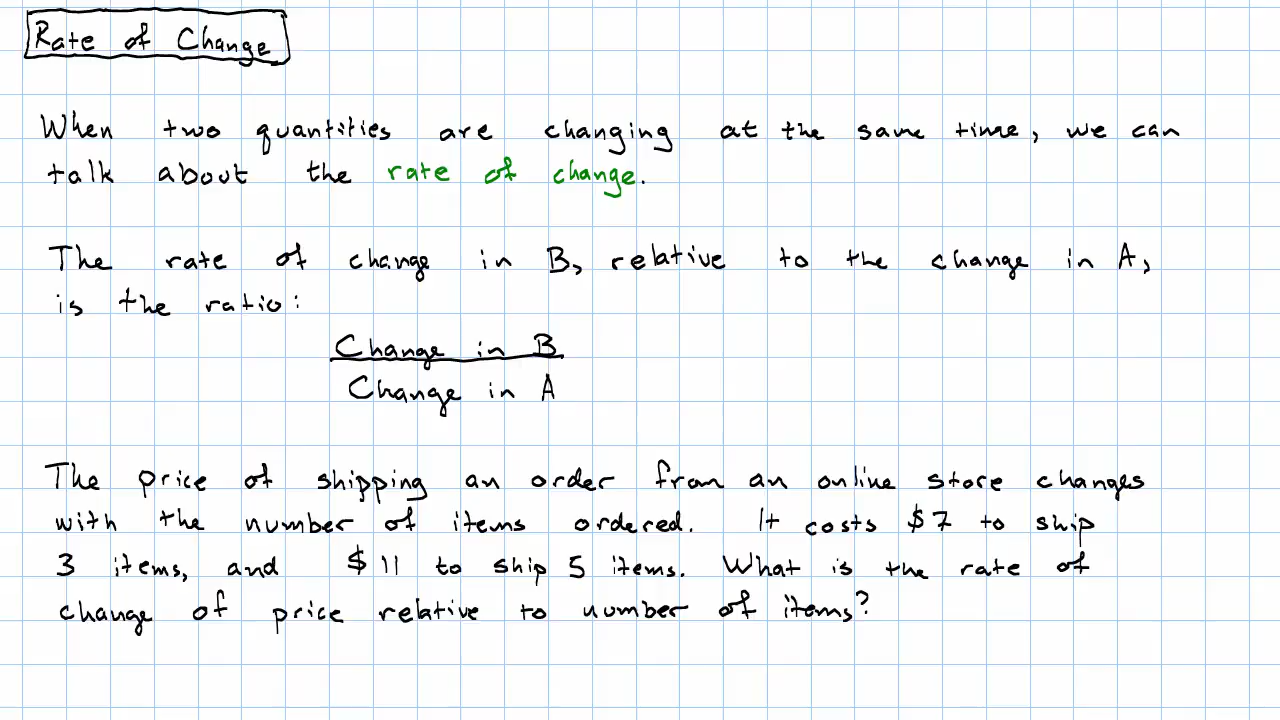 Rate of Change
When two quantities are changing at the same time, we can
talk about the rate of change.
The rate of change in B, relative to the change in A,
is the ratio:
Change in B
Change in A
The price of shipping an order from an online store changes
with the number of items ordered. It costs $7 to ship
3 items, and $11 to ship 5 items. What is the rate of
change of price relative to number of items?